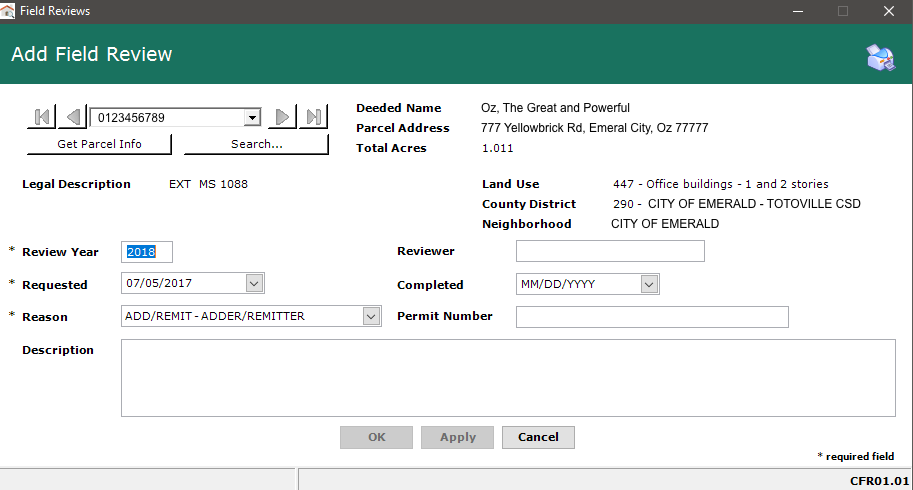 Field Reviews
Add Field Review
0123456789
Get Parcel Info Search...
Deeded Name Oz, The Great and Powerful
Parcel Address 777 Yellowbrick Rd, Emeral City, Oz 77777
Total Acres 1.011
Legal Description EXT MS 1088
Land Use 447 - Office buildings - 1 and 2 stories
County District 290 - CITY OF EMERALD - TOTOVILLE CSD
Neighborhood CITY OF EMERALD
* Review Year 2018 Reviewer
* Requested 07/05/2017 Completed MM/DD/YYYY
* Reason ADD/REMIT - ADDER/REMITTER Permit Number
Description
OK Apply Cancel
* required field
CFR01.01